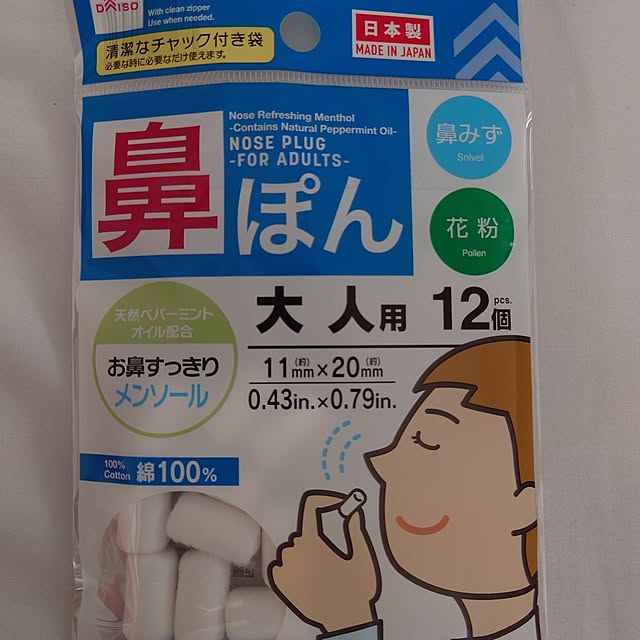 DAISO
With clean zipper
Use when needed.
清潔なチャック付き袋
必要な時に必要なだけ使えます。
日本製
MADE IN JAPAN
Nose Refreshing Menthol
-Contains Natural Peppermint Oil-
NOSE PLUG
-FOR ADULTS-
鼻ぽん
鼻みず
Snivel
花粉
Pollen
天然ペパーミント
オイル配合
お鼻すっきり
メンソール
大人用 12個 pcs.
11mm(約)×20mm(約)
0.43in.×0.79in.
100%
Cotton
綿100%